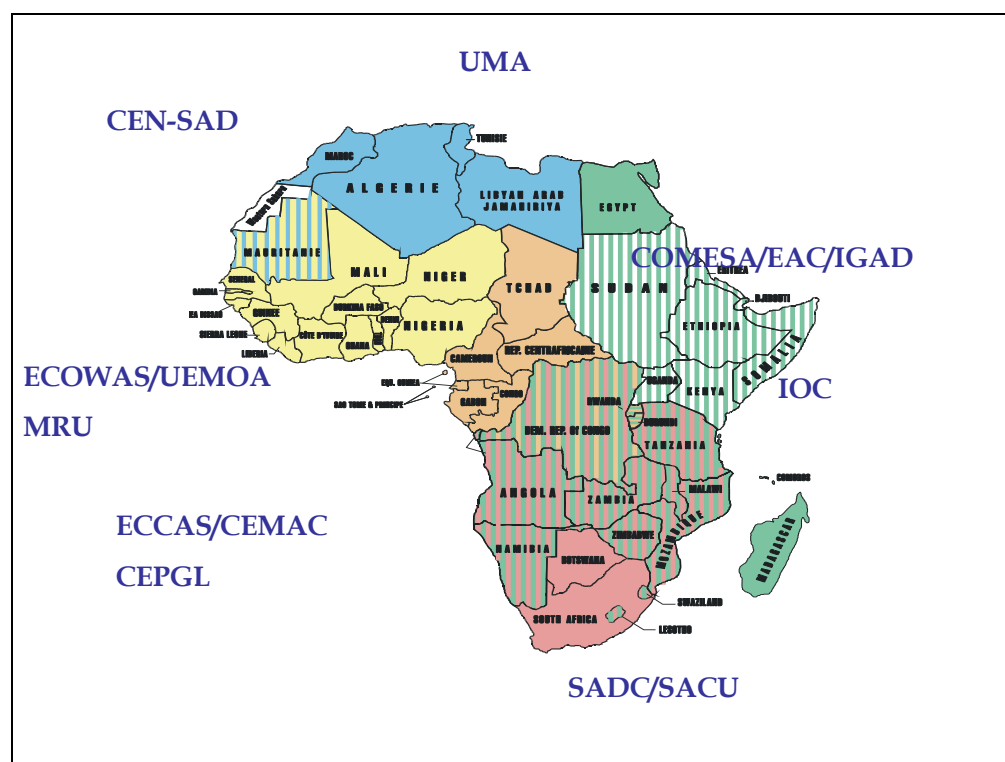 UMA
CEN-SAD
TUNISIE
MAROC
ALGERIE
LIBYAN ARAB
JAMAHIRIYA
EGYPT
Western Sahara
MAURITANIE
COMESA/EAC/IGAD
MALI
NIGER
TCHAD
SUDAN
ERITREA
SENEGAL
GAMBIA
DJIBOUTI
BURKINA FASO
NIGERIA
ETHIOPIA
GUINEE
BENIN
SIERRA LEONE
CÔTE D'IVOIRE
GHANA
LIBERIA
CAMEROUN
REP. CENTRAFRICAINE
SOMALIA
ECOWAS/UEMOA
EQU. GUINEA
UGANDA
KENYA
IOC
MRU
SAO TOME & PRINCIPE
GABON
CONGO
RWANDA
BURUNDI
DEM. REP. Of CONGO
TANZANIA
COMOROS
ANGOLA
ZAMBIA
MALAWI
ECCAS/CEMAC
MOZAMBIQUE
MADAGASCAR
ZIMBABWE
NAMIBIA
BOTSWANA
CEPGL
SWAZILAND
SOUTH AFRICA
LESOTHO
SADC/SACU